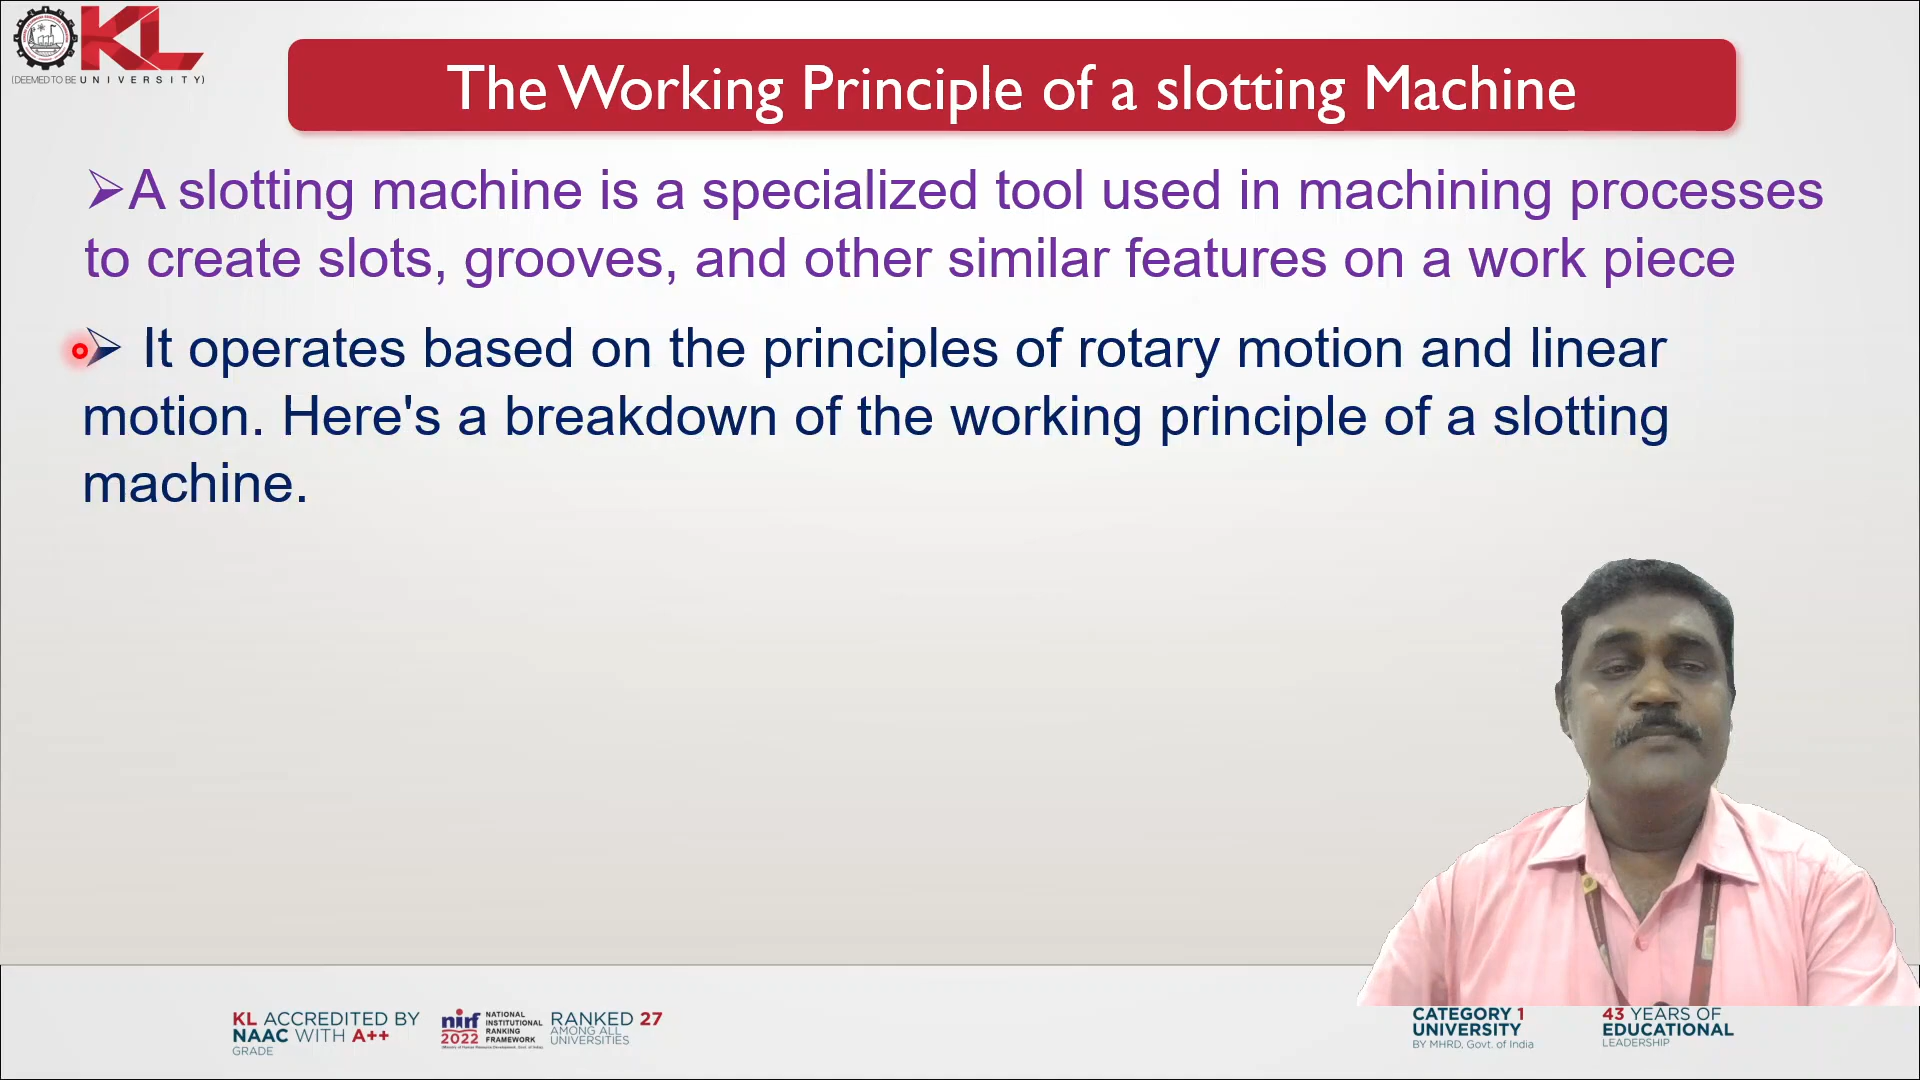 KL
(DEEMED TO BE UNIVERSITY)
The Working Principle of a slotting Machine
➢A slotting machine is a specialized tool used in machining processes
to create slots, grooves, and other similar features on a work piece
➢ It operates based on the principles of rotary motion and linear
motion. Here's a breakdown of the working principle of a slotting
machine.
KL ACCREDITED BY
NAAC WITH A++
GRADE
nirf
2022
NATIONAL
INSTITUTIONAL
RANKING
FRAMEWORK
RANKED 27
AMONG ALL
UNIVERSITIES
CATEGORY 1
UNIVERSITY
BY MHRD, Govt. of India
43 YEARS OF
EDUCATIONAL
LEADERSHIP